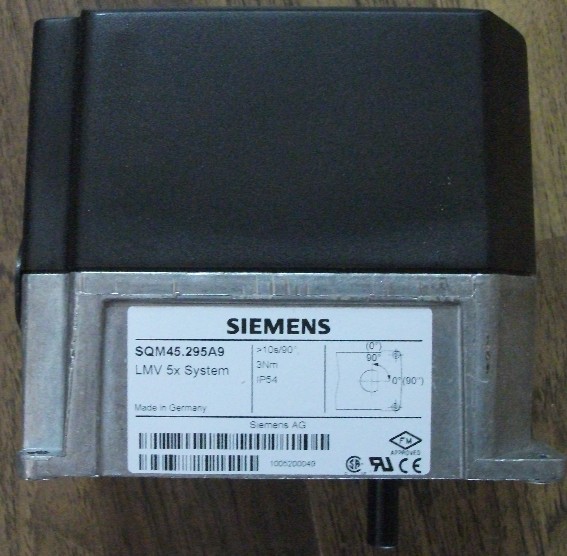 SIEMENS
SQM45.295A9
LMV 5x System
>10s/90°,
3Nm
IP54
(0°)
90°
0°(90°)
Made in Germany
Siemens AG
1005200049
FM
APPROVED
SA
CE